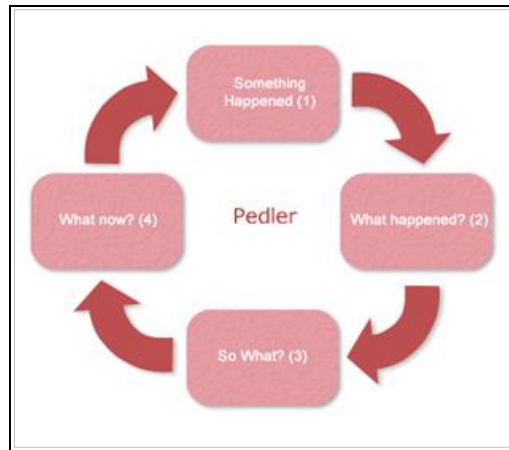 Something
Happened (1)
What now? (4)
Pedler
What happened? (2)
So What? (3)